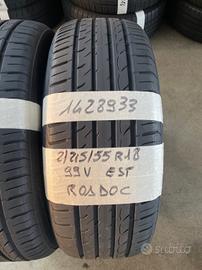 1428933
2/215/55 R18
99V EST
ROADOC
subito